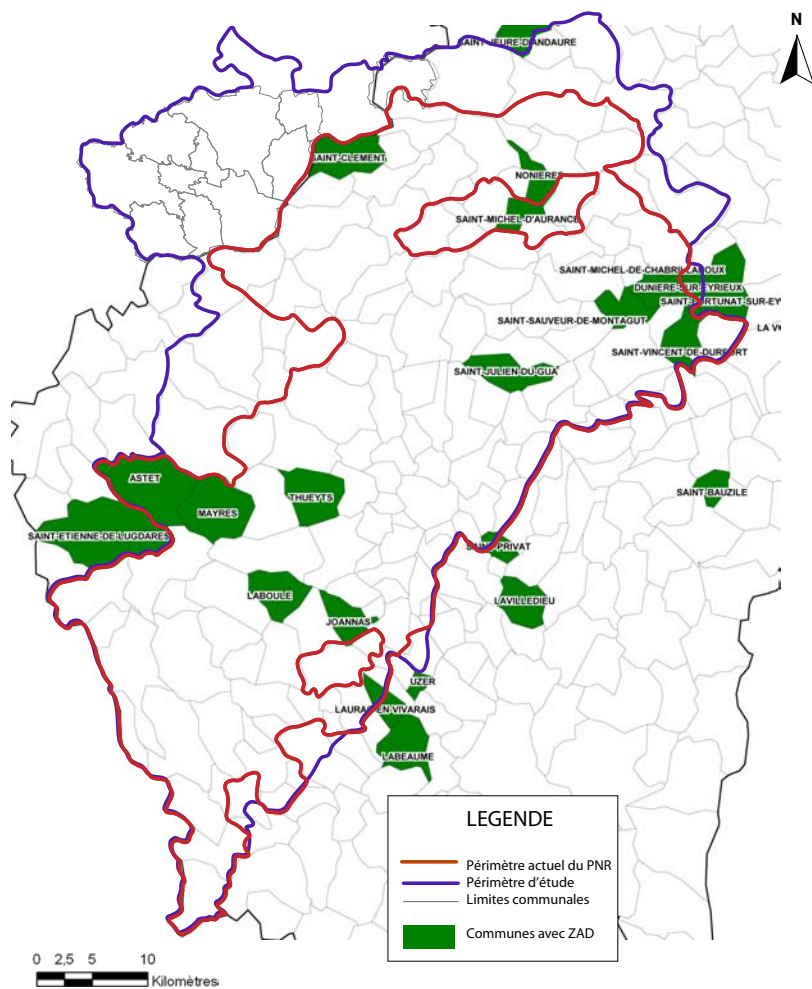 N
SAINT-JEURE-D'ANDAURE
SAINT-CLEMENT
NONIERES
SAINT-MICHEL-D'AURANCE
SAINT-MICHEL-DE-CHABRILLANOUX
DUNIERE-SUR-EYRIEUX
SAINT-FORTUNAT-SUR-EY
SAINT-SAUVEUR-DE-MONTAGUT
LA V
SAINT-VINCENT-DE-DURFORT
SAINT-JULIEN-DU-GUA
ASTET
THUEYTS
SAINT-BAUZILE
MAYRES
SAINT-ETIENNE-DE-LUGDARES
SAINT-PRIVAT
LABOULE
LAVILLEDIEU
JOANNAS
UZER
LAURAC-EN-VIVARAIS
LABEAUME
LEGENDE
Périmètre actuel du PNR
Périmètre d'étude
Limites communales
Communes avec ZAD
0 2,5 5 10
Kilomètres